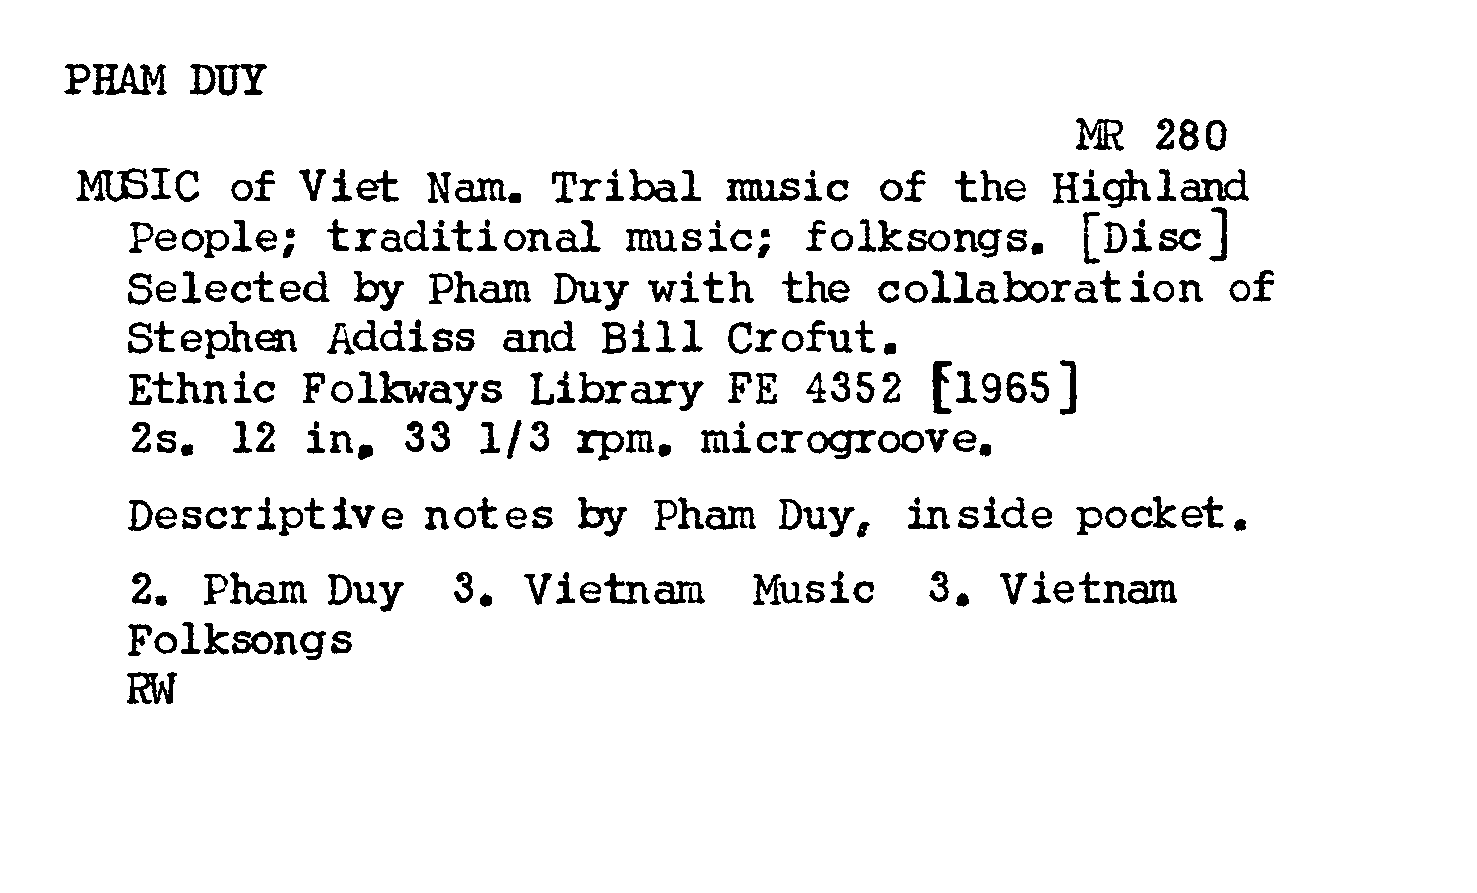 PHAM DUY
MR 280
MUSIC of Viet Nam. Tribal music of the Highland
People; traditional music; folksongs. [Disc]
Selected by Pham Duy with the collaboration of
Stephen Addiss and Bill Crofut.
Ethnic Folkways Library FE 4352 [1965]
2s. 12 in. 33 1/3 rpm. microgroove.
Descriptive notes by Pham Duy, inside pocket.
2. Pham Duy 3. Vietnam Music 3. Vietnam
Folksongs
RW